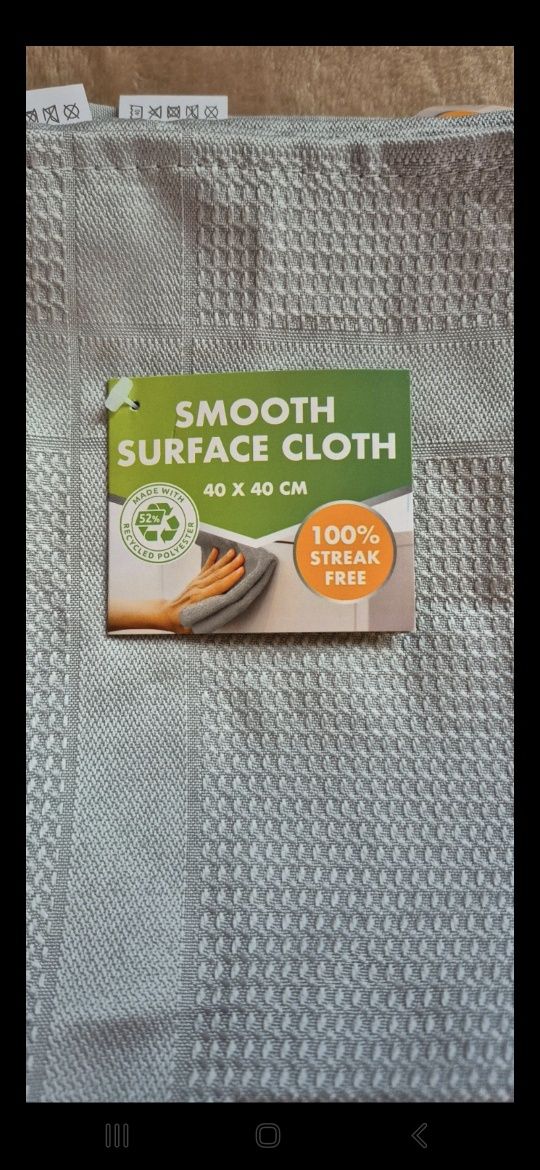 SMOOTH
SURFACE CLOTH
40 X 40 CM
MADE WITH
52%
RECYCLED POLYESTER
100%
STREAK
FREE